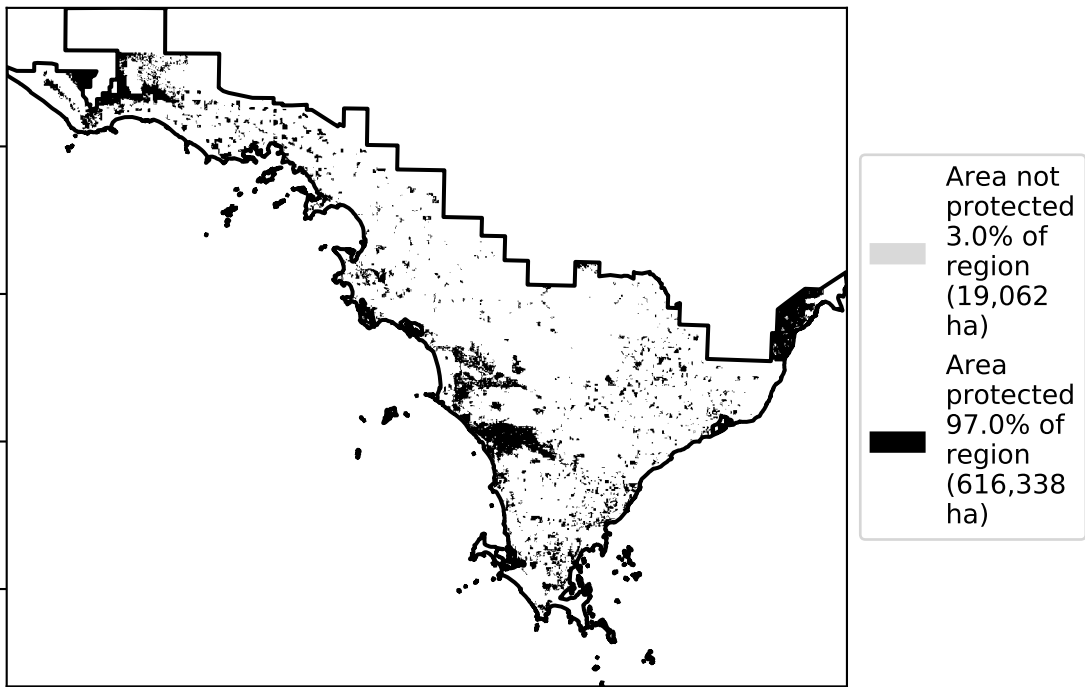 Area not
protected
3.0% of
region
(19,062
ha)
Area
protected
97.0% of
region
(616,338
ha)